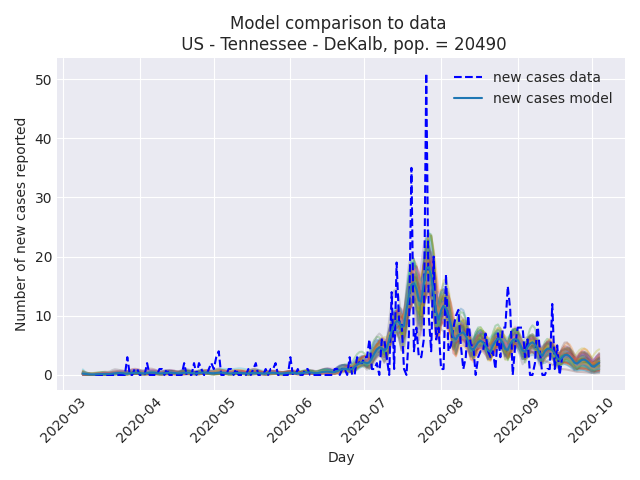 Model comparison to data
US - Tennessee - DeKalb, pop. = 20490
new cases data
new cases model
Number of new cases reported
50
40
30
20
10
0
2020-03
2020-04
2020-05
2020-06
2020-07
2020-08
2020-09
2020-10
Day